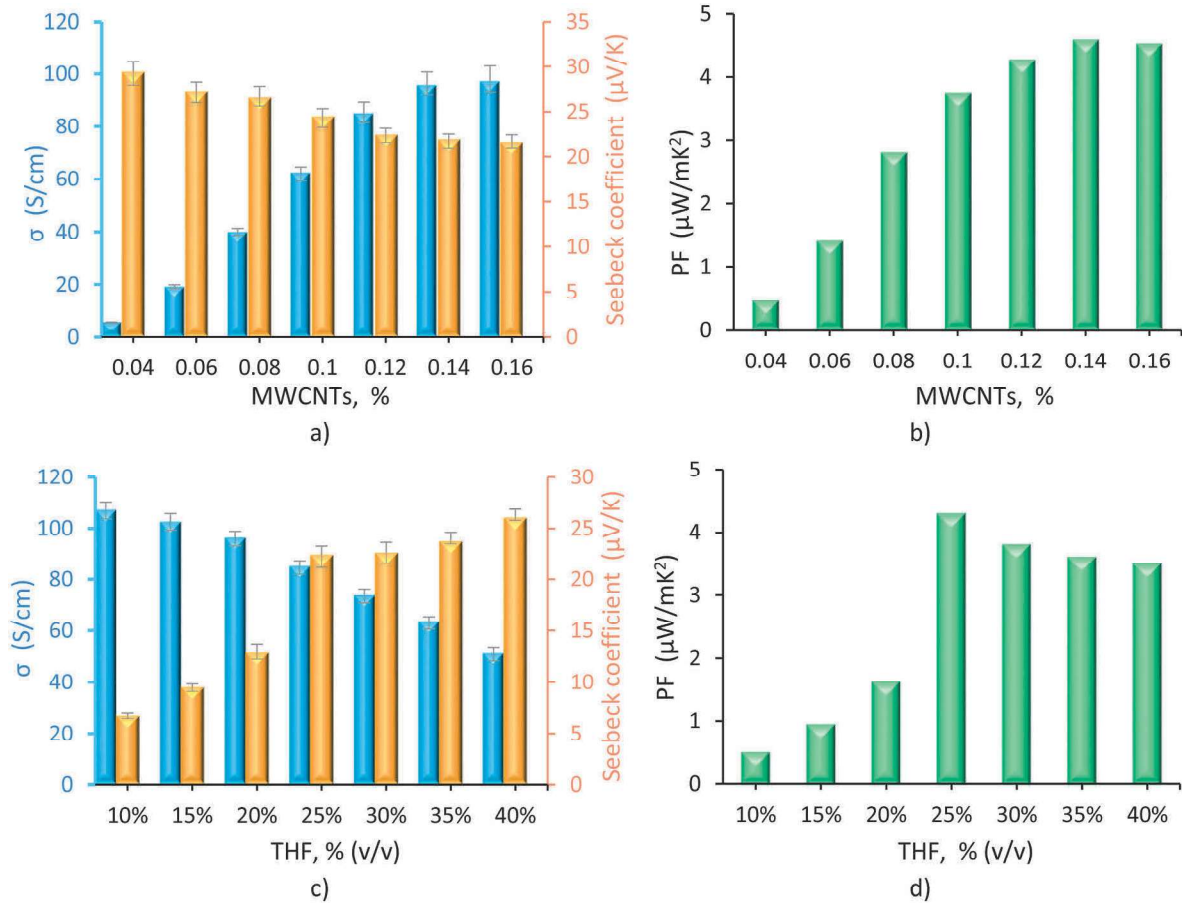 120
100
80
60
40
20
0
σ (S/cm)
35
30
25
20
15
10
5
0
Seebeck coefficient (µV/K)
0.04 0.06 0.08 0.1 0.12 0.14 0.16
MWCNTs, %
a)
5
4
3
2
1
0
PF (µW/mK²)
0.04 0.06 0.08 0.1 0.12 0.14 0.16
MWCNTs, %
b)
120
100
80
60
40
20
0
σ (S/cm)
30
25
20
15
10
5
0
Seebeck coefficient (µV/K)
10% 15% 20% 25% 30% 35% 40%
THF, % (v/v)
c)
5
4
3
2
1
0
PF (µW/mK²)
10% 15% 20% 25% 30% 35% 40%
THF, % (v/v)
d)